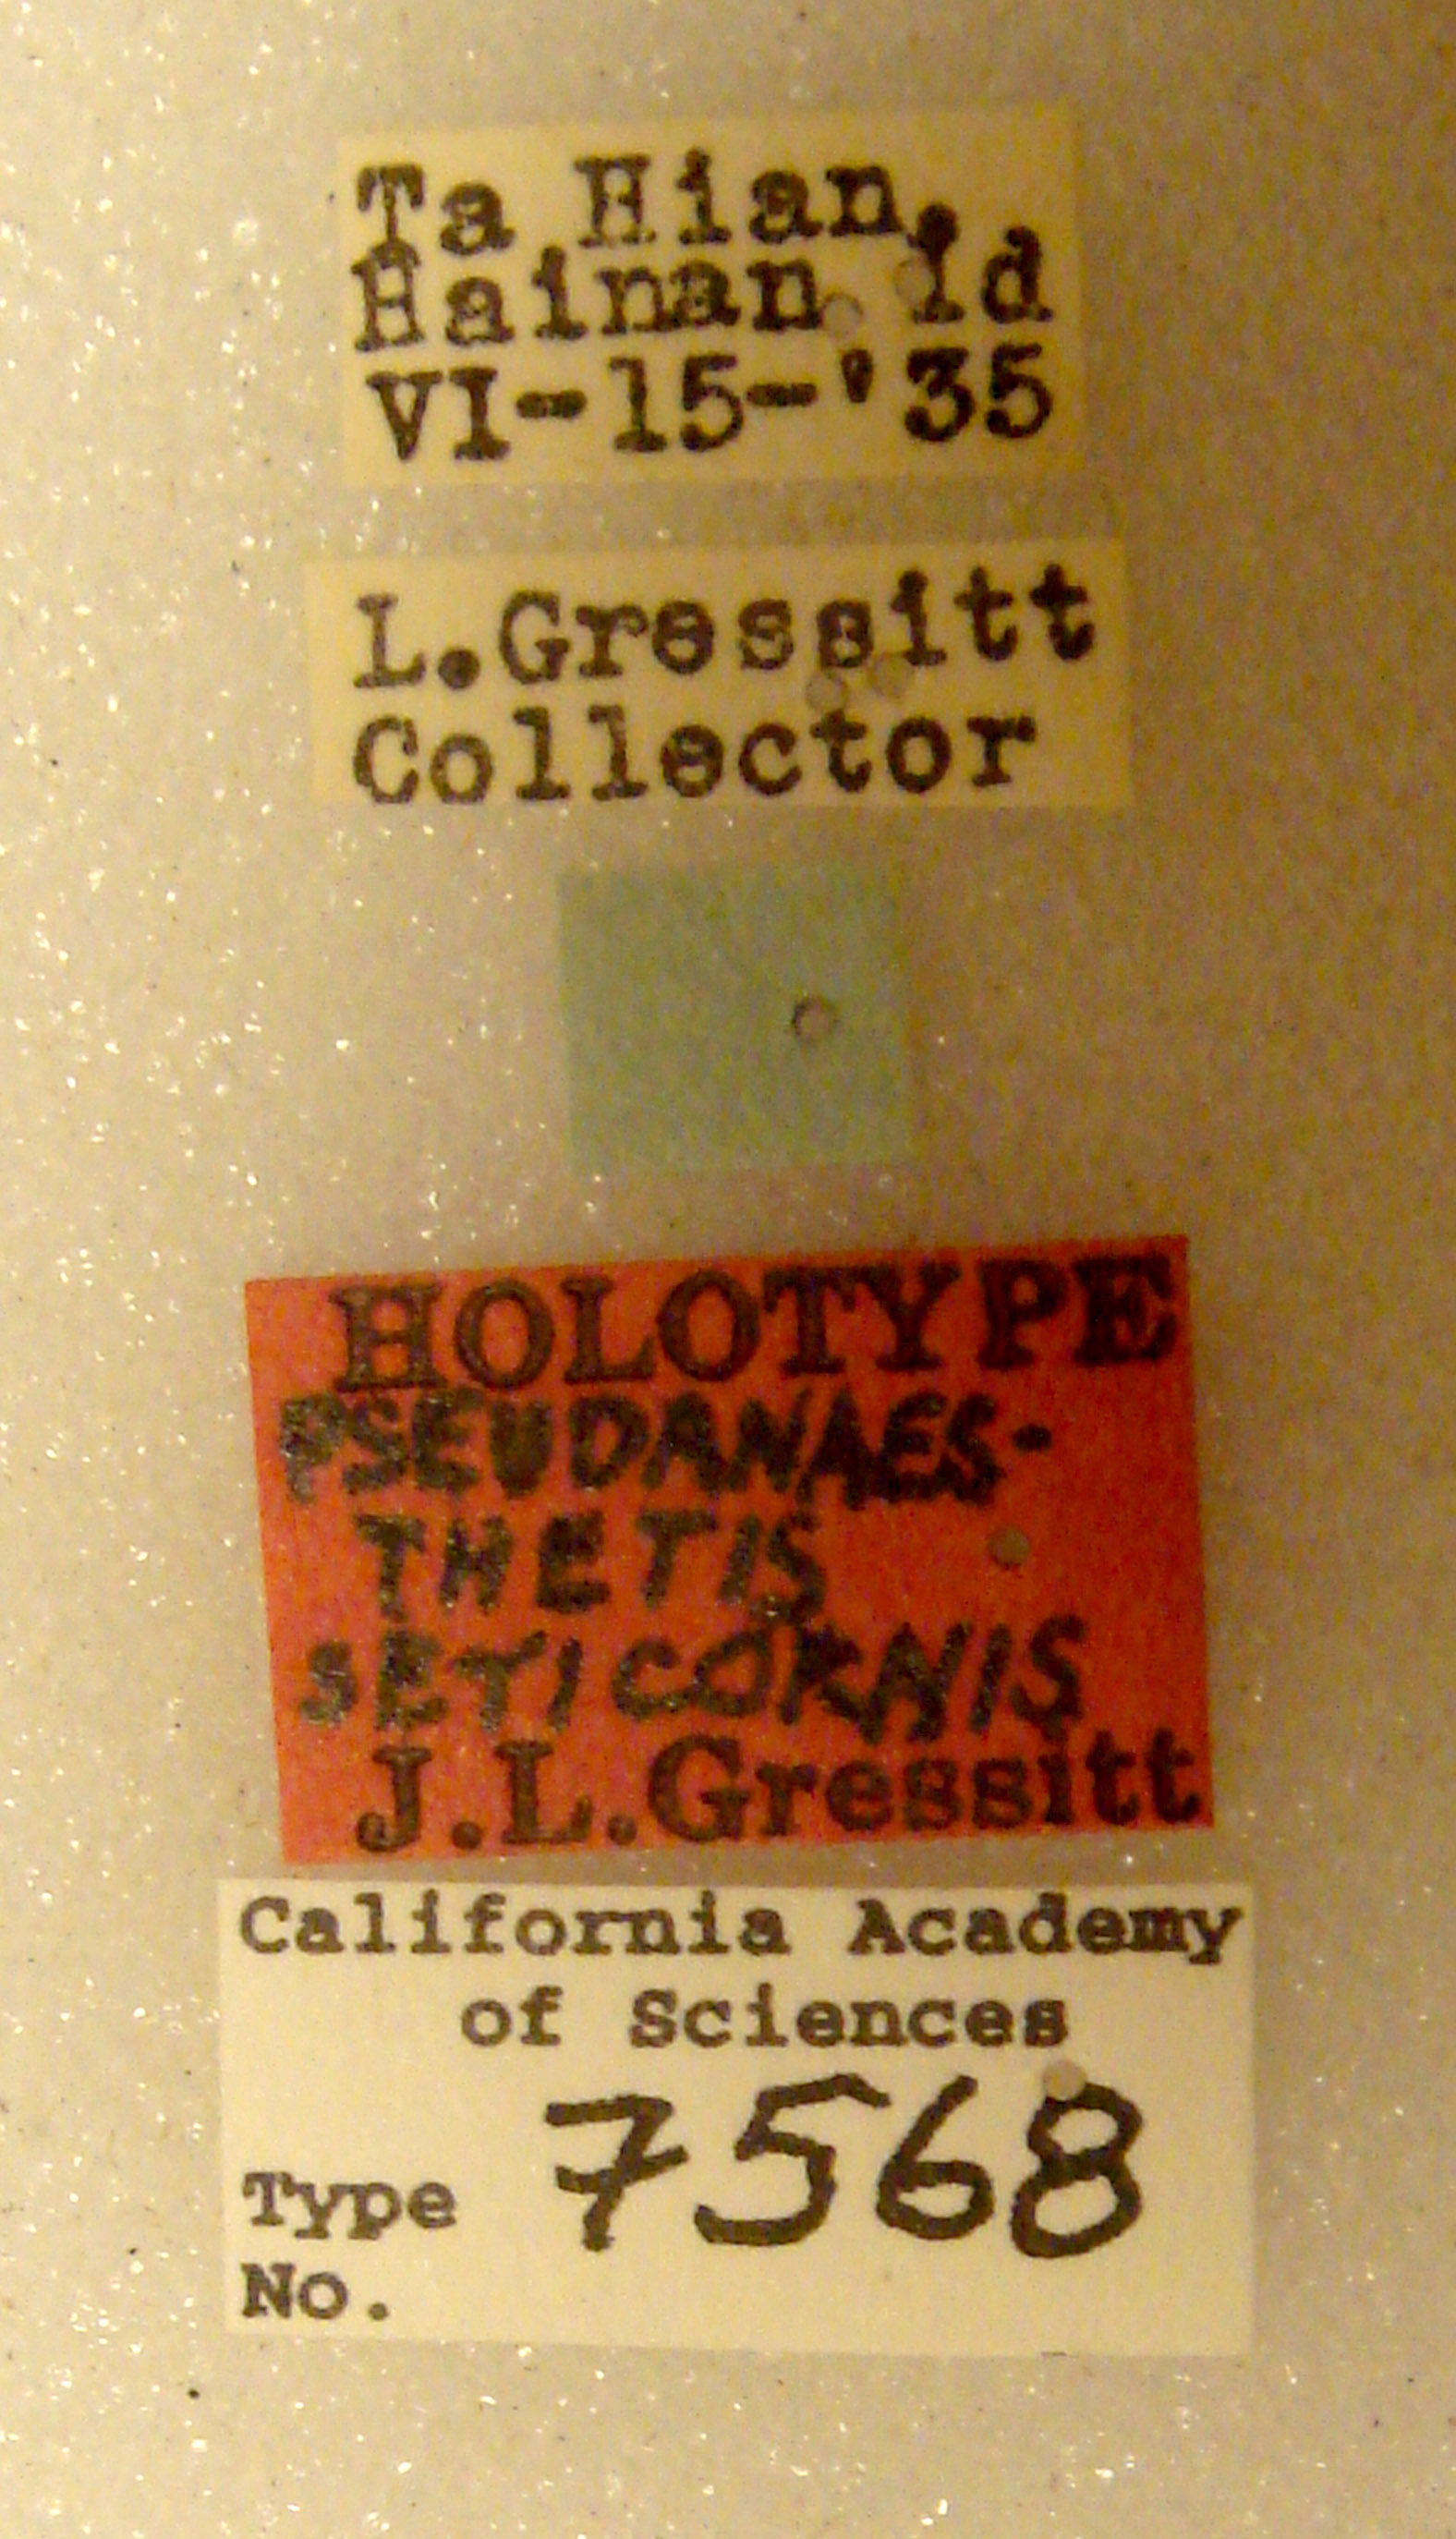 Ta Hian,
Hainan Id
VI-15-'35
L.Gressitt
Collector
HOLOTYPE
PSEUDANAES-
THETIS
SETICORNIS
J.L.Gressitt
California Academy
of Sciences
7568
Type
No.